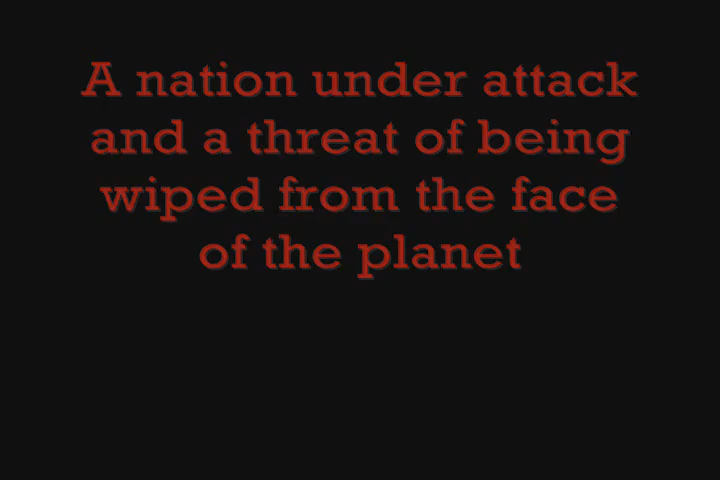 A nation under attack
and a threat of being
wiped from the face
of the planet